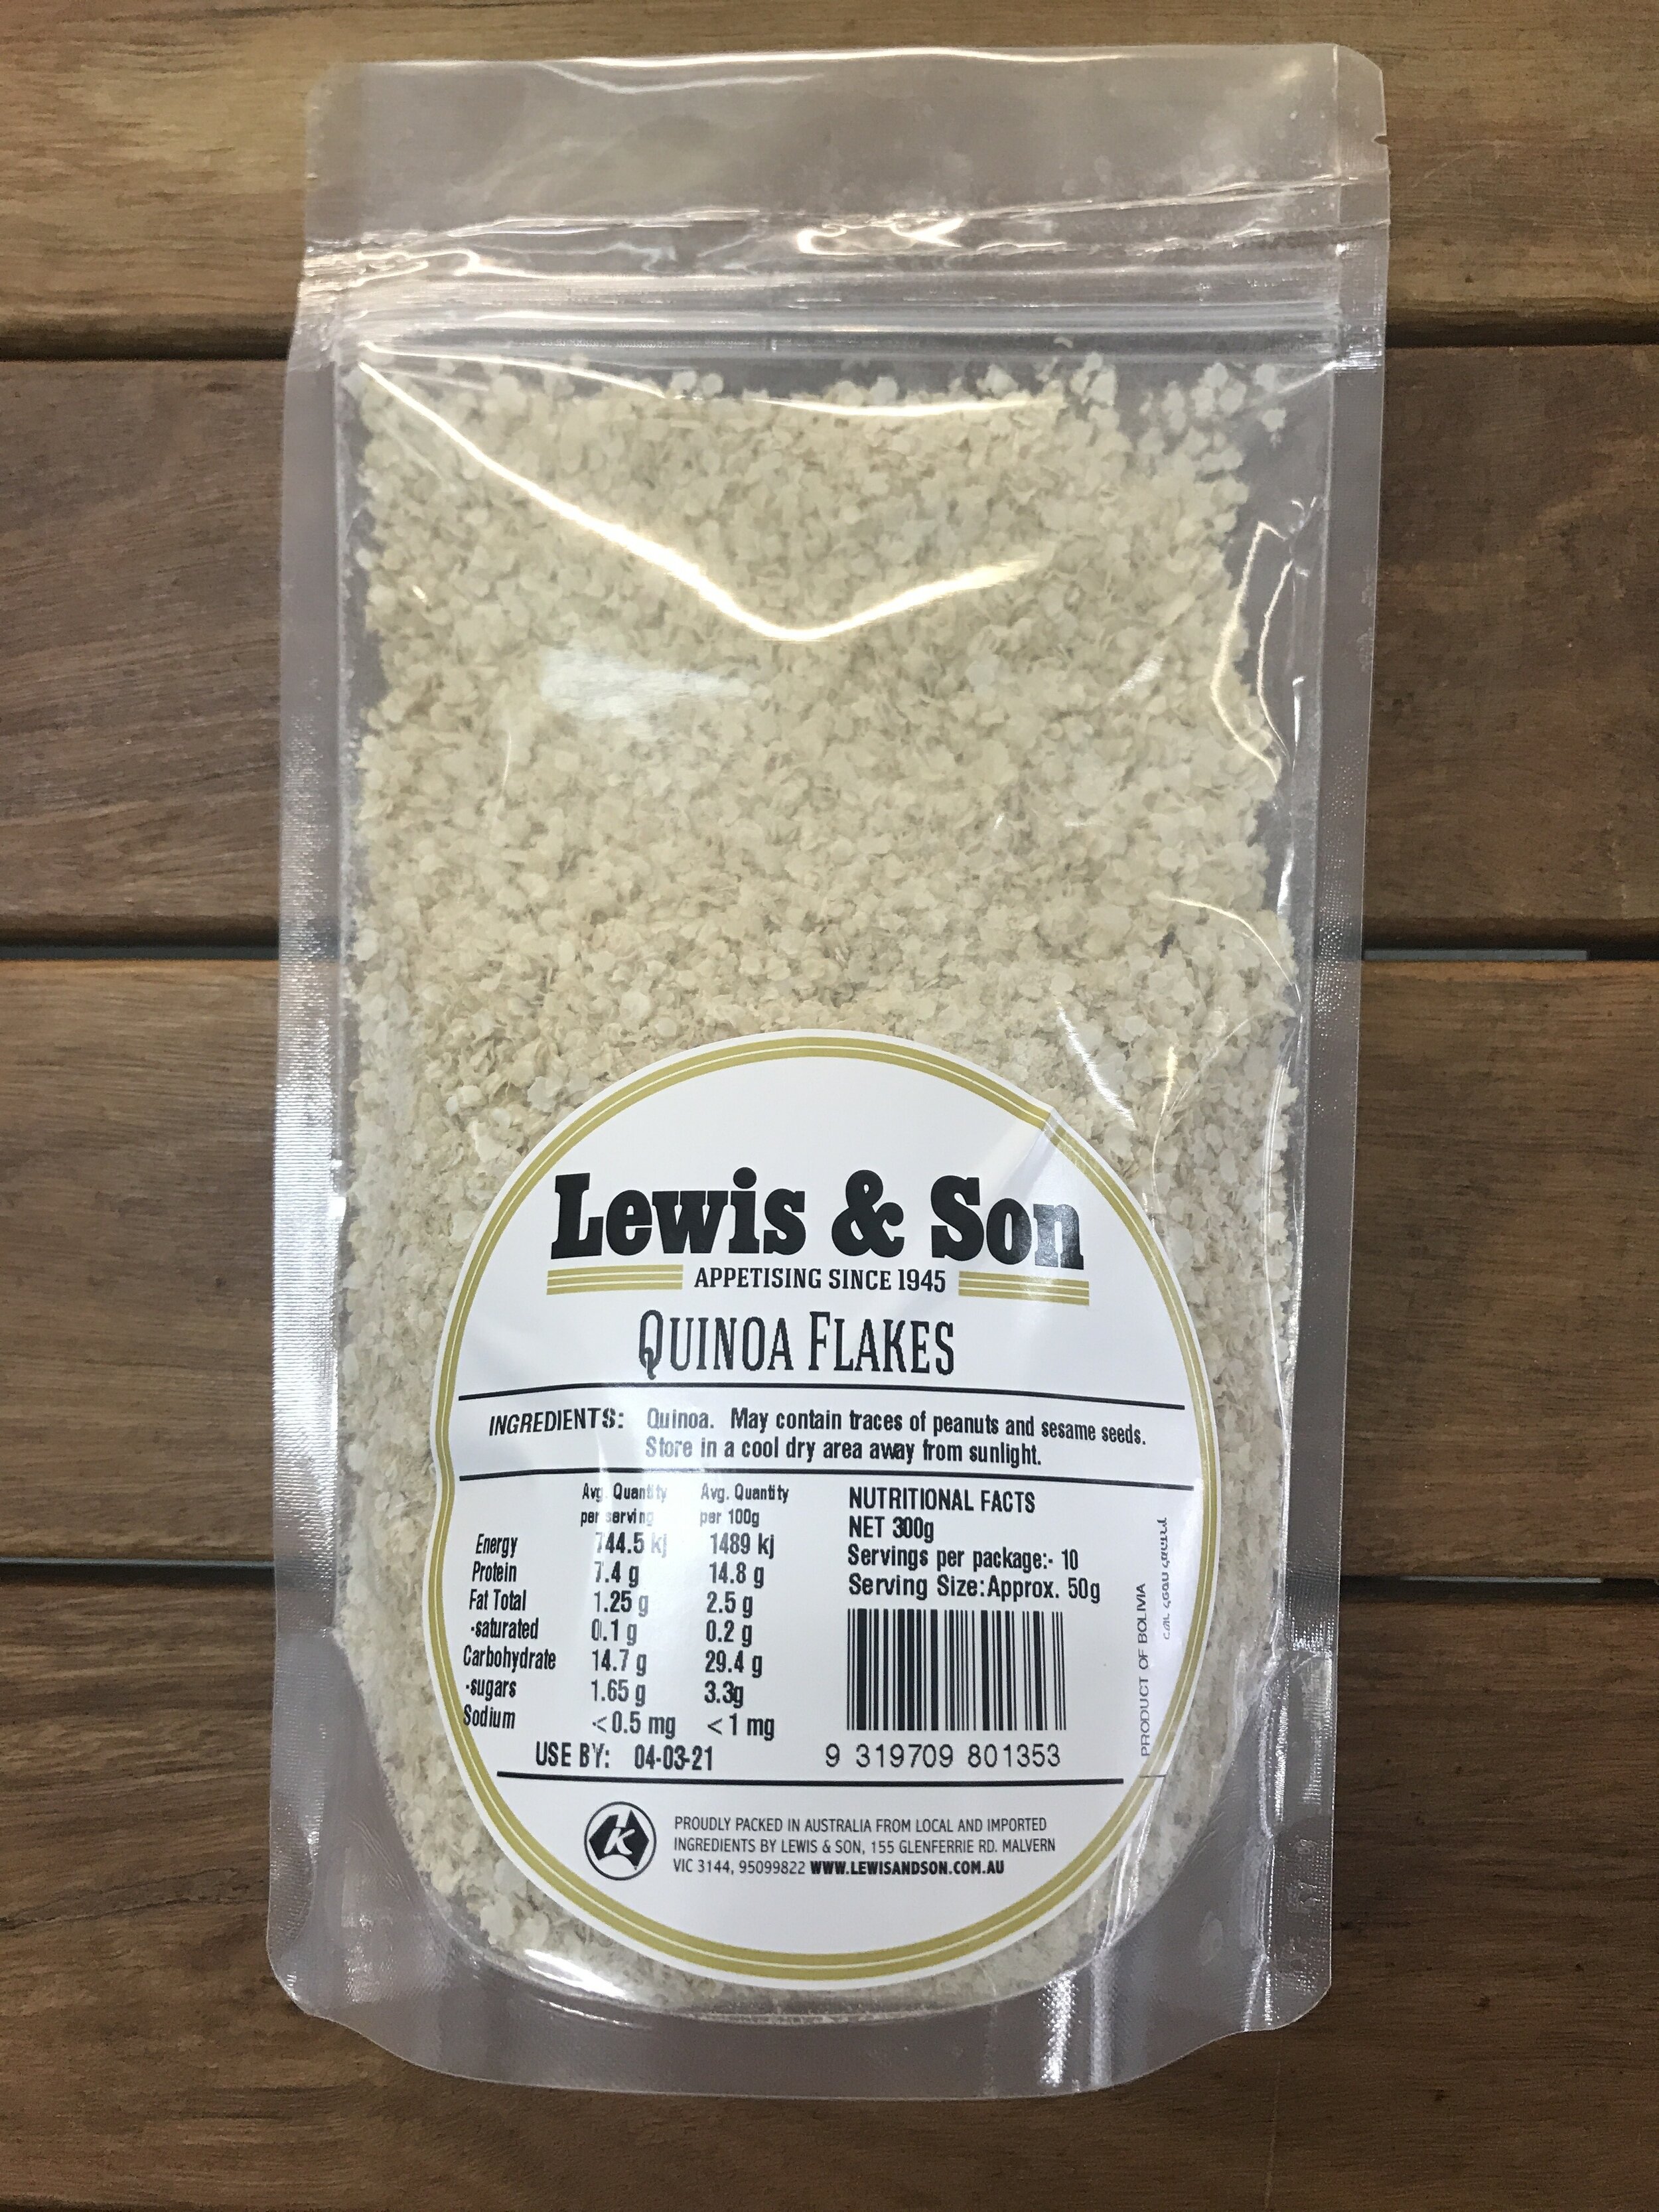 Lewis & Son
APPETISING SINCE 1945
QUINOA FLAKES
INGREDIENTS: Quinoa. May contain traces of peanuts and sesame seeds.
Store in a cool dry area away from sunlight.
Avg. Quantity Avg. Quantity
per serving per 100g
Energy 744.5 kj 1489 kj
Protein 7.4 g 14.8 g
Fat Total 1.25 g 2.5 g
-saturated 0.1 g 0.2 g
Carbohydrate 14.7 g 29.4 g
-sugars 1.65 g 3.3g
Sodium <0.5 mg <1 mg
USE BY: 04-03-21
NUTRITIONAL FACTS
NET 300g
Servings per package:- 10
Serving Size:Approx. 50g
9 319709 801353
PRODUCT OF BOLIVIA
K
PROUDLY PACKED IN AUSTRALIA FROM LOCAL AND IMPORTED
INGREDIENTS BY LEWIS & SON, 155 GLENFERRIE RD. MALVERN
VIC 3144, 95099822 WWW.LEWISANDSON.COM.AU